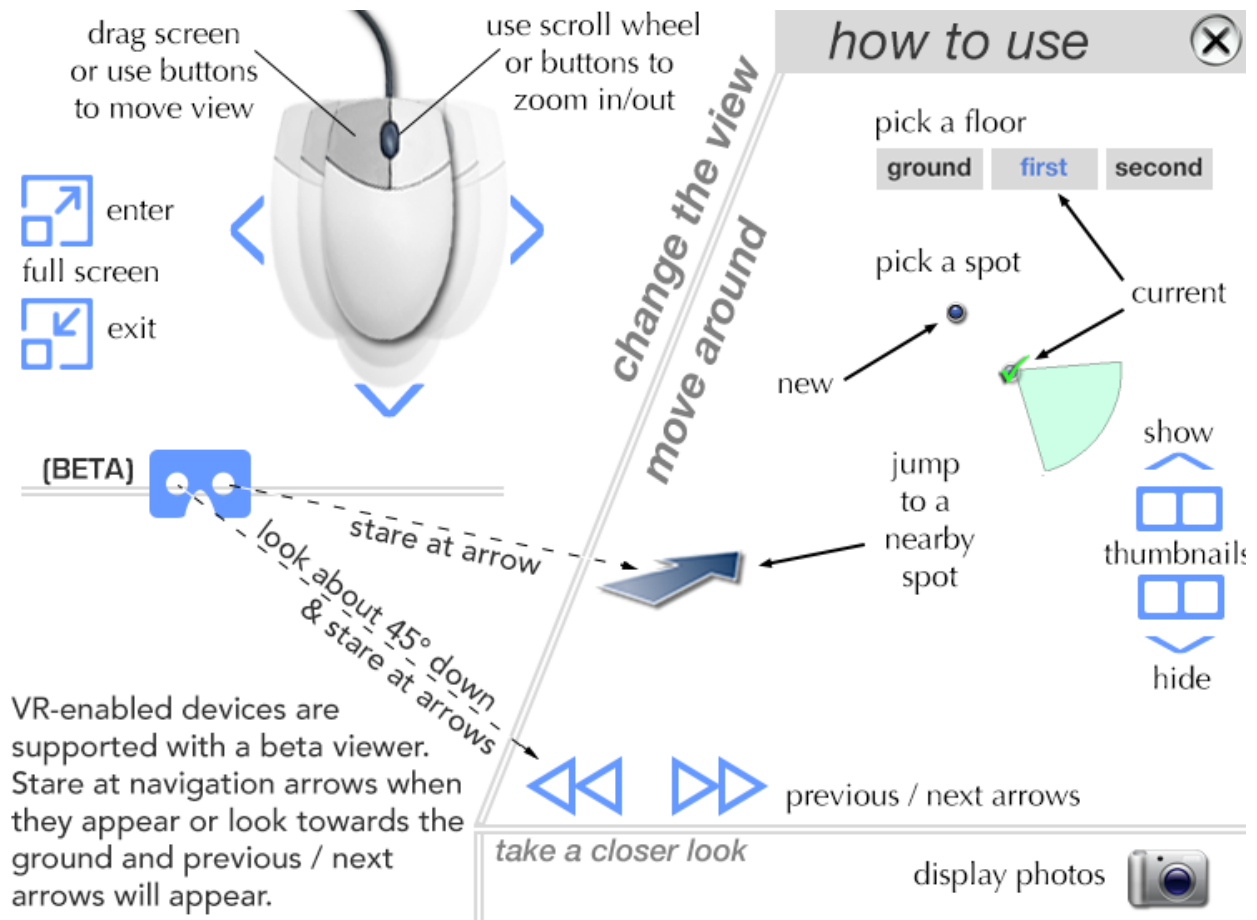 drag screen
or use buttons
to move view
use scroll wheel
or buttons to
zoom in/out
enter
full screen
exit
change the view
how to use
move around
pick a floor
ground first second
pick a spot
current
new
jump
to a
nearby
spot
show
thumbnails
hide
(BETA)
stare at arrow
look about 45° down
& stare at arrows
VR-enabled devices are
supported with a beta viewer.
Stare at navigation arrows when
they appear or look towards the
ground and previous / next
arrows will appear.
previous / next arrows
take a closer look
display photos